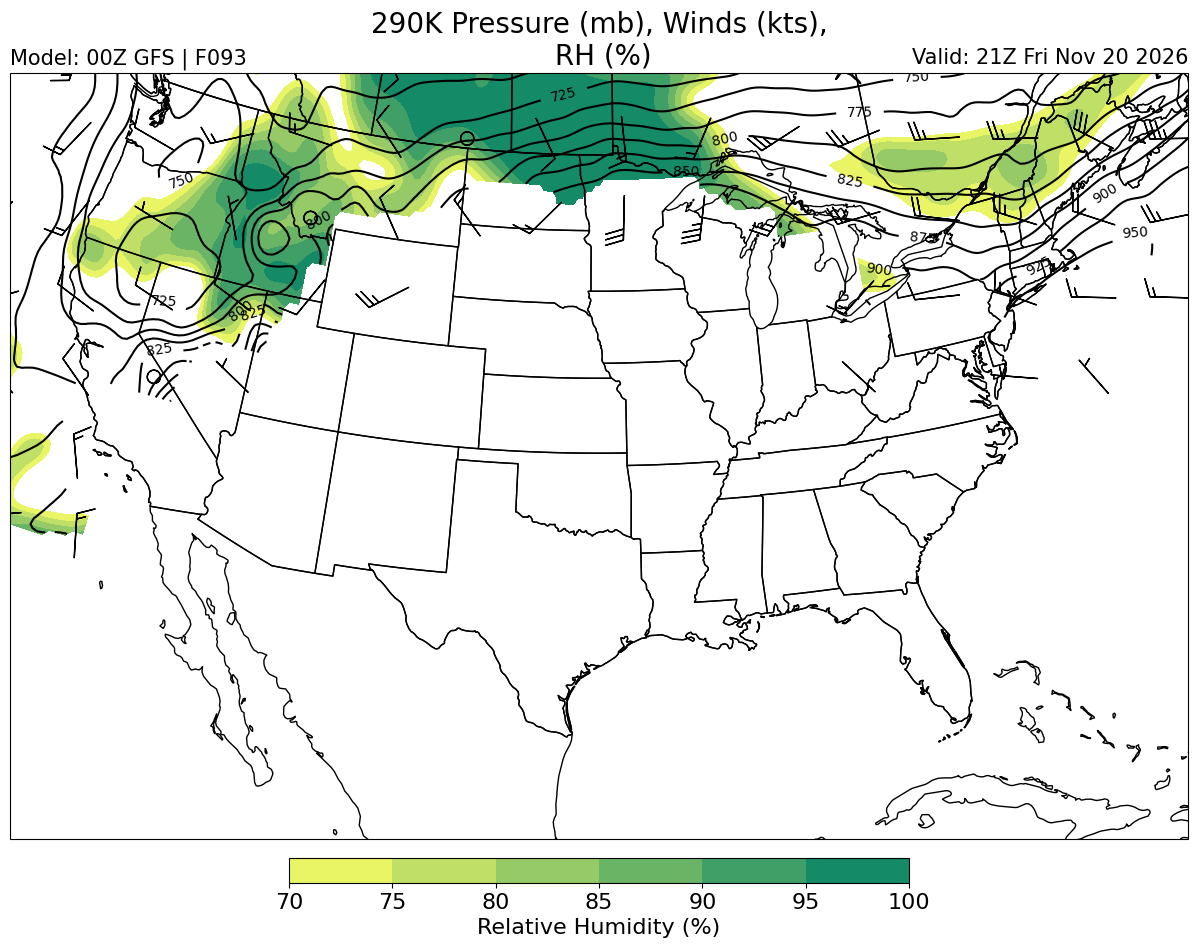 290K Pressure (mb), Winds (kts),
RH (%)
Model: 00Z GFS | F093
Valid: 21Z Fri Nov 20 2026
750
725
775
800
850
825
750
800
900
950
875
925
900
725
800
825
825
70 75 80 85 90 95 100
Relative Humidity (%)